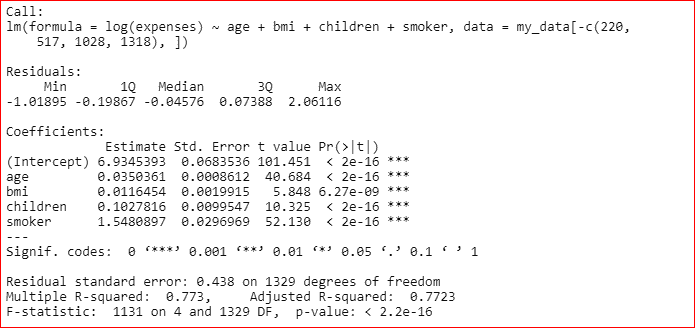 Call:
lm(formula = log(expenses) ~ age + bmi + children + smoker, data = my_data[-c(220,
    517, 1028, 1318), ])
Residuals:
     Min       1Q   Median       3Q      Max
-1.01895 -0.19867 -0.04576  0.07388  2.06116
Coefficients:
             Estimate Std. Error t value Pr(>|t|)
(Intercept) 6.9345393  0.0683536 101.451  < 2e-16 ***
age         0.0350361  0.0008612  40.684  < 2e-16 ***
bmi         0.0116454  0.0019915   5.848 6.27e-09 ***
children    0.1027816  0.0099547  10.325  < 2e-16 ***
smoker      1.5480897  0.0296969  52.130  < 2e-16 ***
---
Signif. codes:  0 ‘***’ 0.001 ‘**’ 0.01 ‘*’ 0.05 ‘.’ 0.1 ‘ ’ 1
Residual standard error: 0.438 on 1329 degrees of freedom
Multiple R-squared:  0.773,	Adjusted R-squared:  0.7723
F-statistic:  1131 on 4 and 1329 DF,  p-value: < 2.2e-16